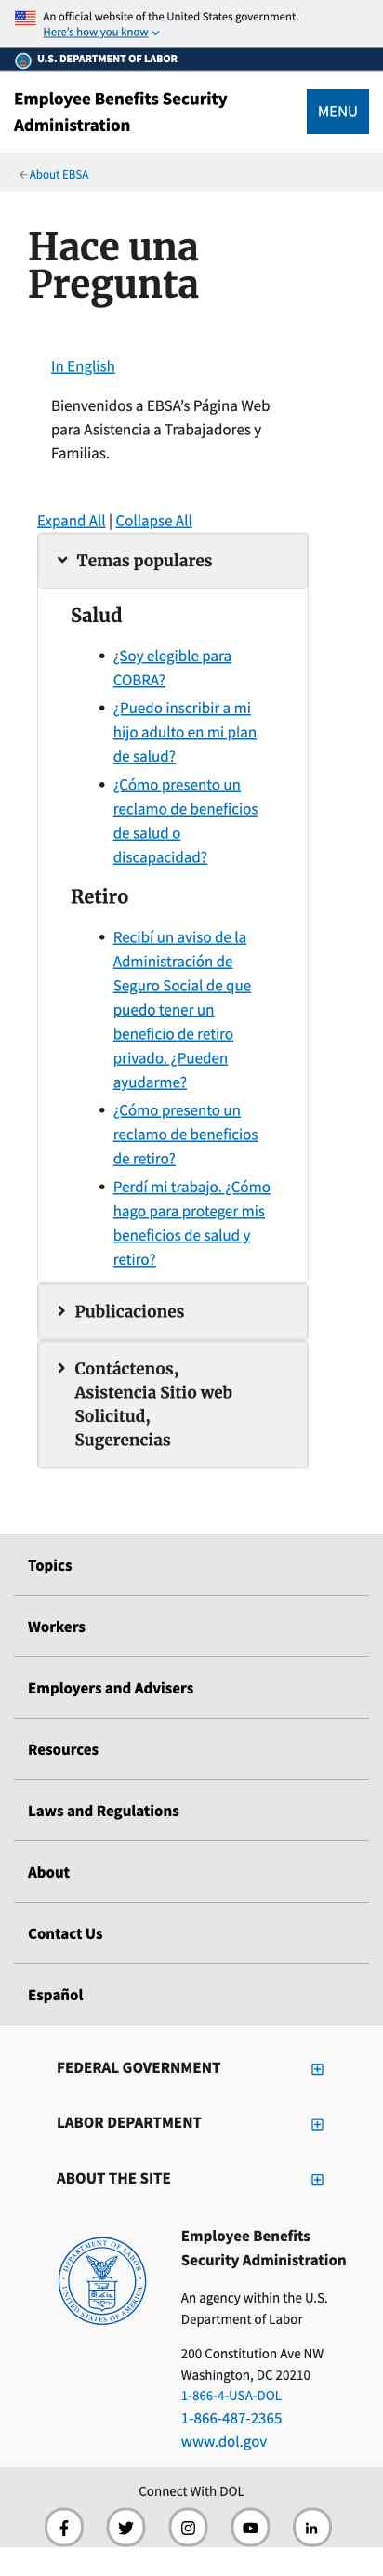 An official website of the United States government.
Here's how you know
U.S. DEPARTMENT OF LABOR
Employee Benefits Security
Administration
MENU
About EBSA
Hace una
Pregunta
In English
Bienvenidos a EBSA's Página Web
para Asistencia a Trabajadores y
Familias.
Expand All | Collapse All
Temas populares
Salud
¿Soy elegible para
COBRA?
¿Puedo inscribir a mi
hijo adulto en mi plan
de salud?
¿Cómo presento un
reclamo de beneficios
de salud o
discapacidad?
Retiro
Recibí un aviso de la
Administración de
Seguro Social de que
puedo tener un
beneficio de retiro
privado. ¿Pueden
ayudarme?
¿Cómo presento un
reclamo de beneficios
de retiro?
Perdí mi trabajo. ¿Cómo
hago para proteger mis
beneficios de salud y
retiro?
Publicaciones
Contáctenos,
Asistencia Sitio web
Solicitud,
Sugerencias
Topics
Workers
Employers and Advisers
Resources
Laws and Regulations
About
Contact Us
Español
FEDERAL GOVERNMENT
LABOR DEPARTMENT
ABOUT THE SITE
DEPARTMENT OF LABOR
UNITED STATES OF AMERICA
Employee Benefits
Security Administration
An agency within the U.S.
Department of Labor
200 Constitution Ave NW
Washington, DC 20210
1-866-4-USA-DOL
1-866-487-2365
www.dol.gov
Connect With DOL